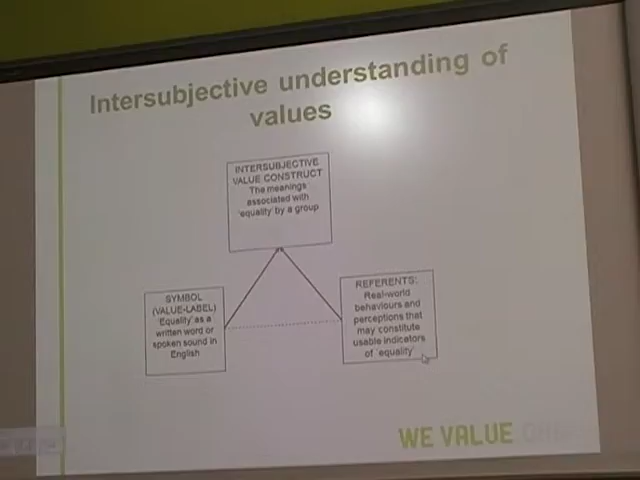 Intersubjective understanding of
values
INTERSUBJECTIVE
VALUE CONSTRUCT
The meanings
associated with
'equality' by a group
SYMBOL
(VALUE-LABEL)
'Equality' as a
written word or
spoken sound in
English
REFERENTS:
Real-world
behaviours and
perceptions that
may constitute
usable indicators
of 'equality'
WE VALUE